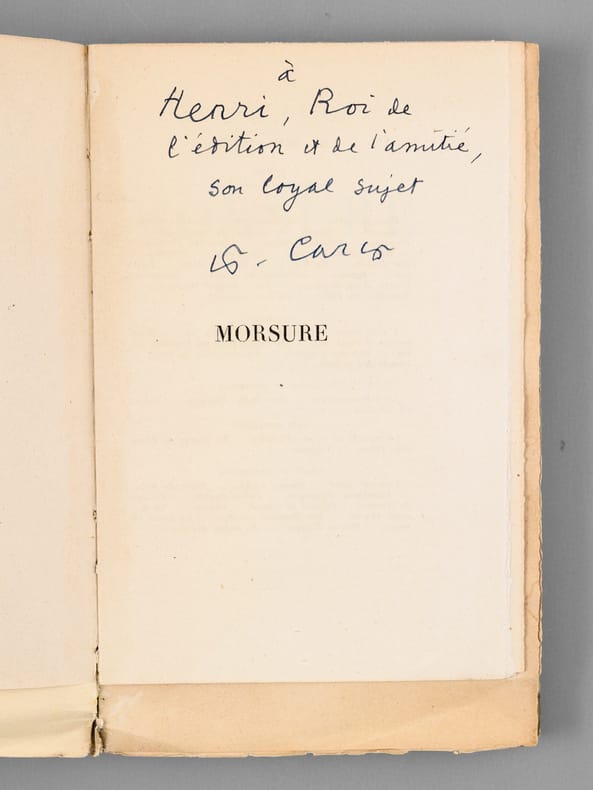 à
Henri, Roi de
l'édition et de l'amitié,
son loyal sujet
F. Carco
MORSURE